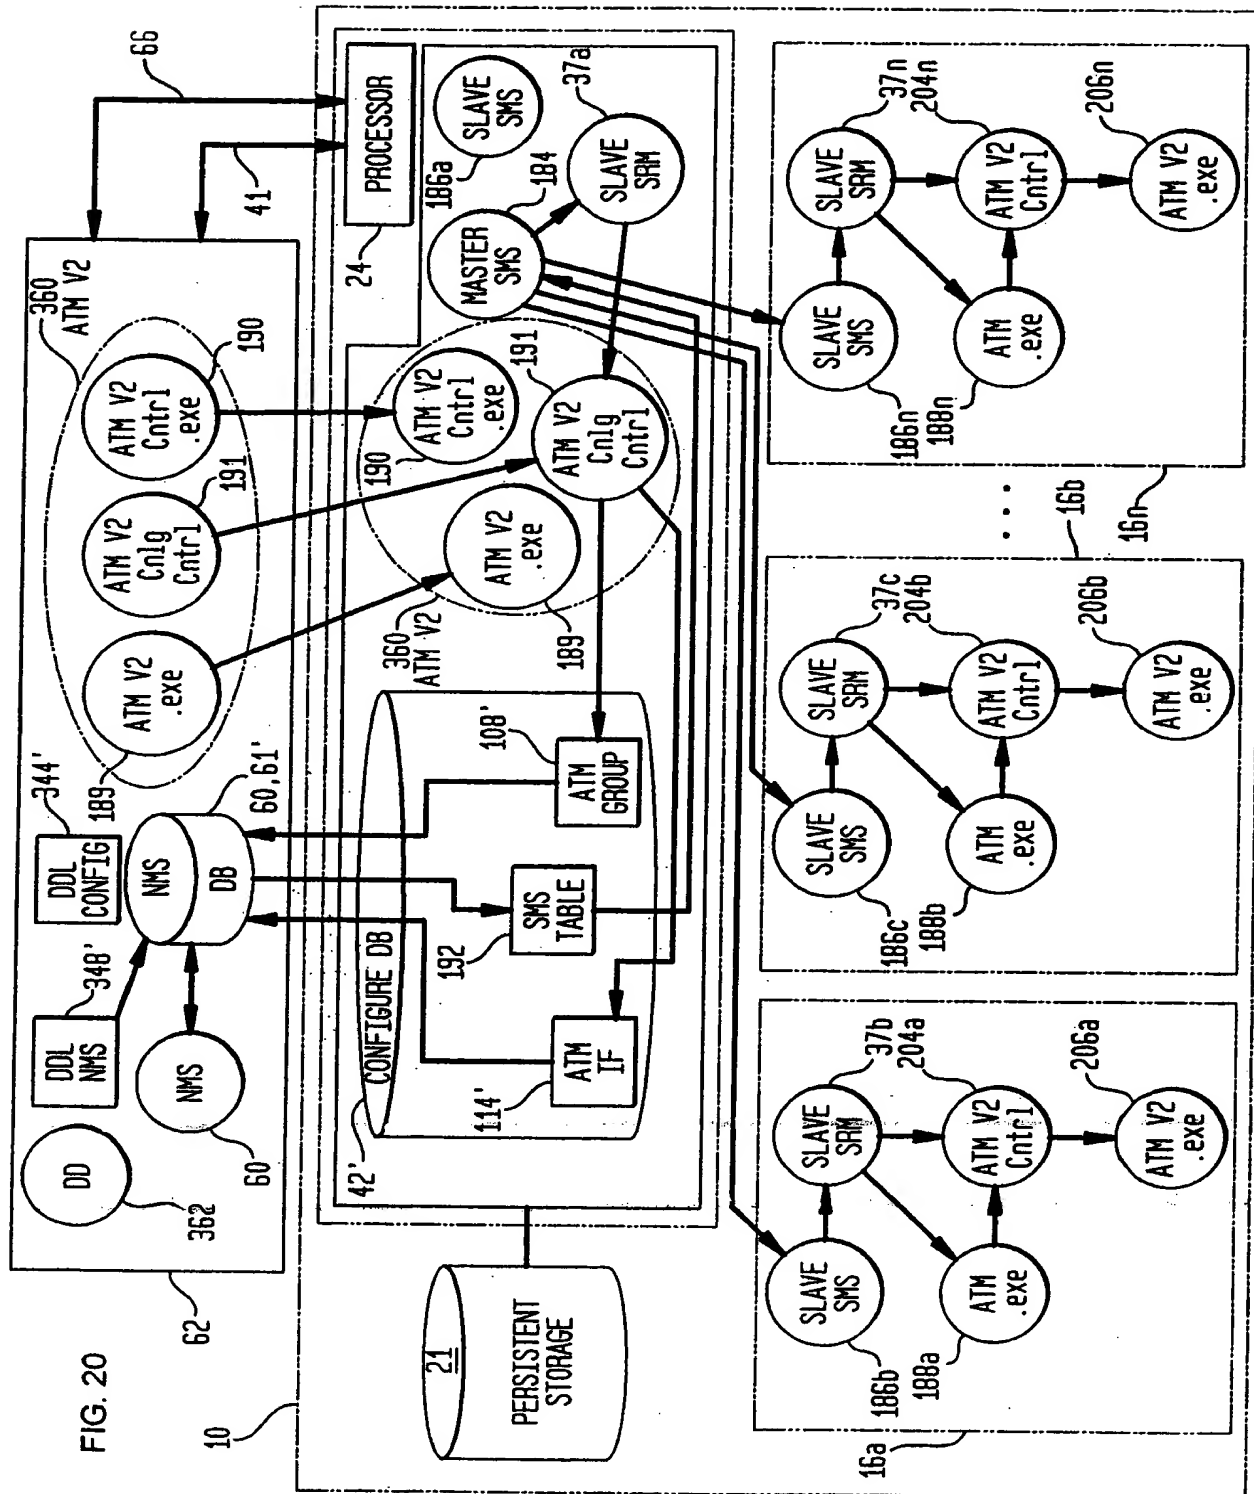 FIG. 20
62
DD
362
DDL
NMS
348'
NMS
60
DDL
CONFIG
344'
NMS
DB
60,61'
189
ATM V2
.exe
ATM V2
Cnlg
Cntrl
191
ATM V2
Cntrl
.exe
190
360
ATM V2
41
66
10
21
PERSISTENT
STORAGE
42'
CONFIGURE DB
114'
ATM
IF
192
SMS
TABLE
108'
ATM
GROUP
360
ATM V2
189
ATM V2
.exe
190
ATM V2
Cntrl
.exe
191
ATM V2
Cnlg
Cntrl
24
PROCESSOR
MASTER
SMS
184
186a
SLAVE
SMS
SLAVE
SRM
37a
16a
186b
SLAVE
SMS
SLAVE
SRM
37b
188a
ATM
.exe
204a
ATM V2
Cntrl
206a
ATM V2
.exe
16b
186c
SLAVE
SMS
SLAVE
SRM
37c
188b
ATM
.exe
204b
ATM V2
Cntrl
206b
ATM V2
.exe
...
16n
186n
SLAVE
SMS
SLAVE
SRM
37n
188n
ATM
.exe
204n
ATM V2
Cntrl
206n
ATM V2
.exe